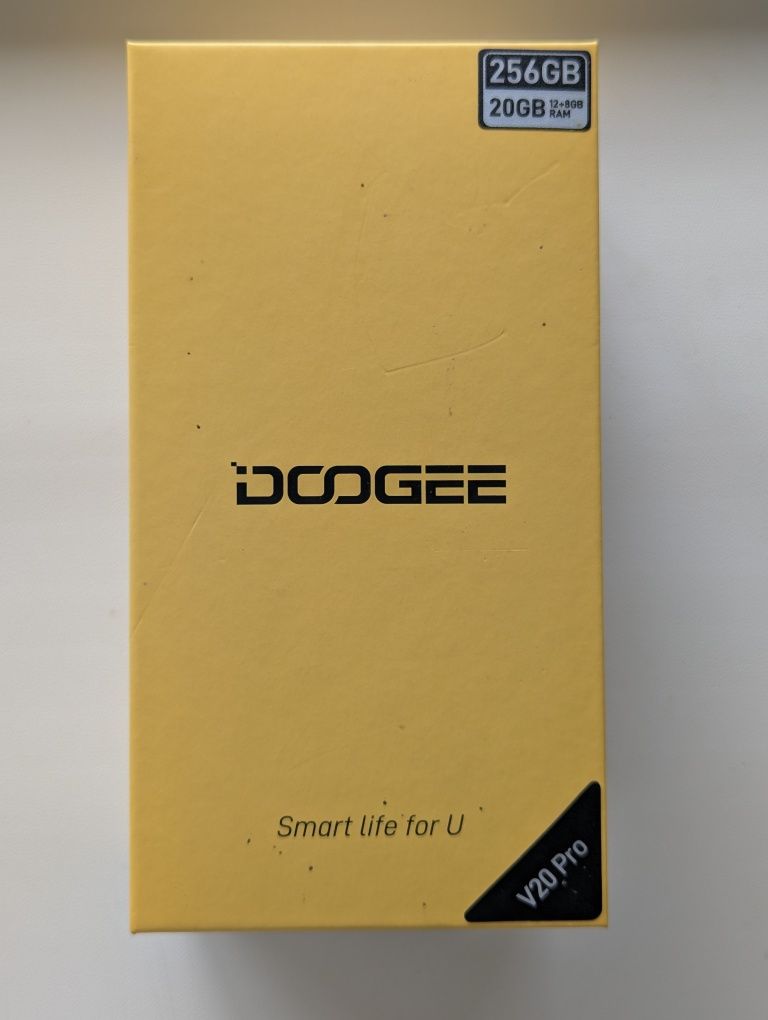 256GB
20GB 12+8GB
RAM
DOOGEE
Smart life for U
V20 Pro